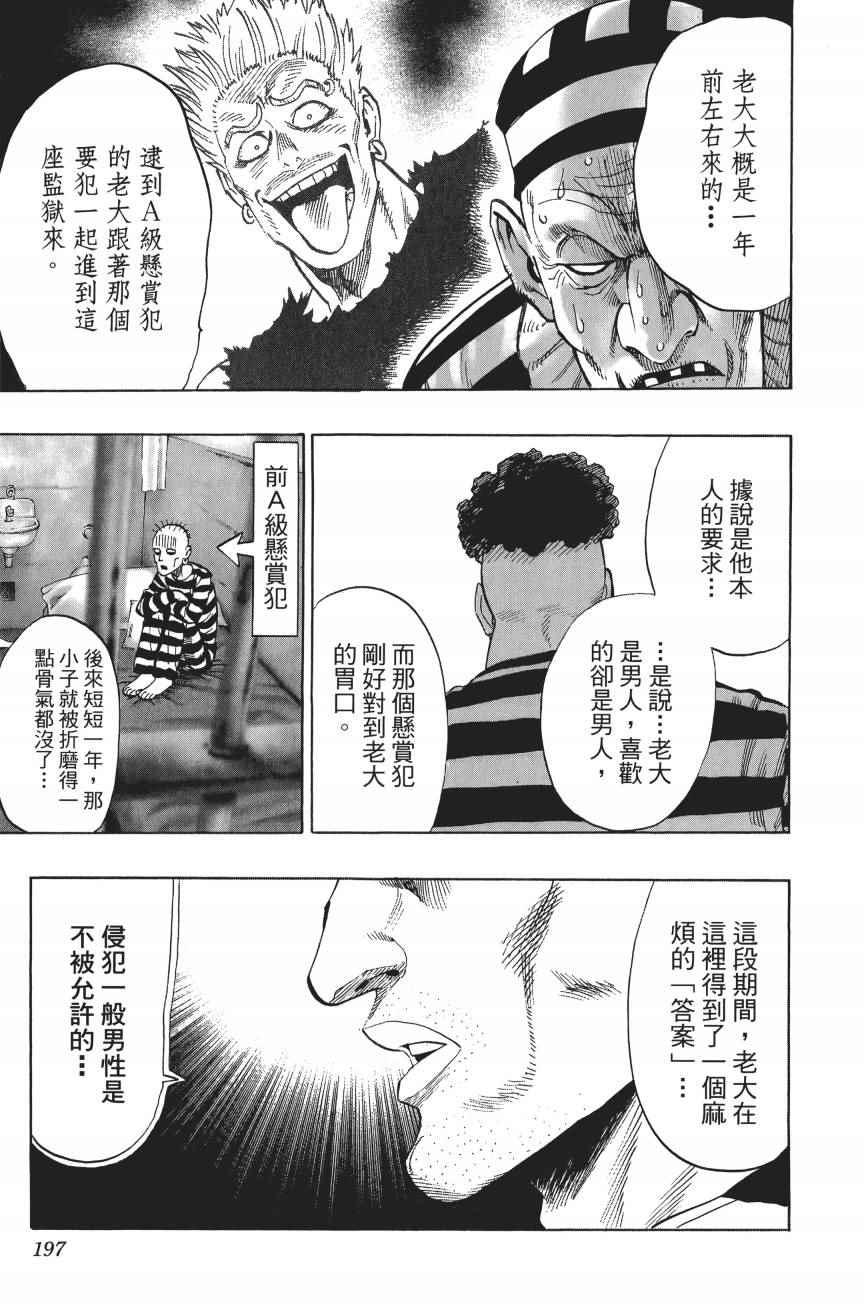 老大大概是一年
前左右來的…
逮到A級懸賞犯
的老大跟著那個
要犯一起進到這
座監獄來。
據說是他本
人的要求…
…是說…老大
是男人，喜歡
的卻是男人，
而那個懸賞犯
剛好對到老大
的胃口。
前A級懸賞犯
後來短短一年，那
小子就被折磨得一
點骨氣都沒了…
這段期間，老大在
這裡得到了一個麻
煩的「答案」…
侵犯一般男性是
不被允許的…
197